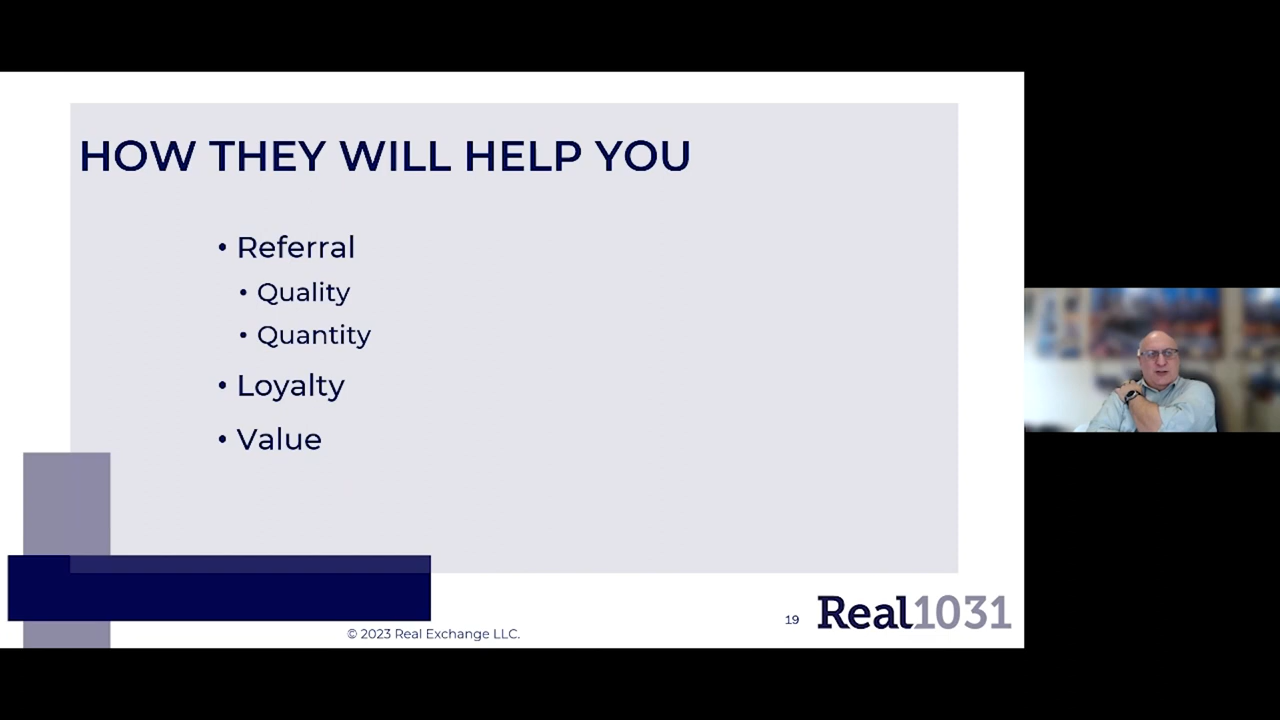 HOW THEY WILL HELP YOU
• Referral
• Quality
• Quantity
• Loyalty
• Value
© 2023 Real Exchange LLC.
19
Real1031